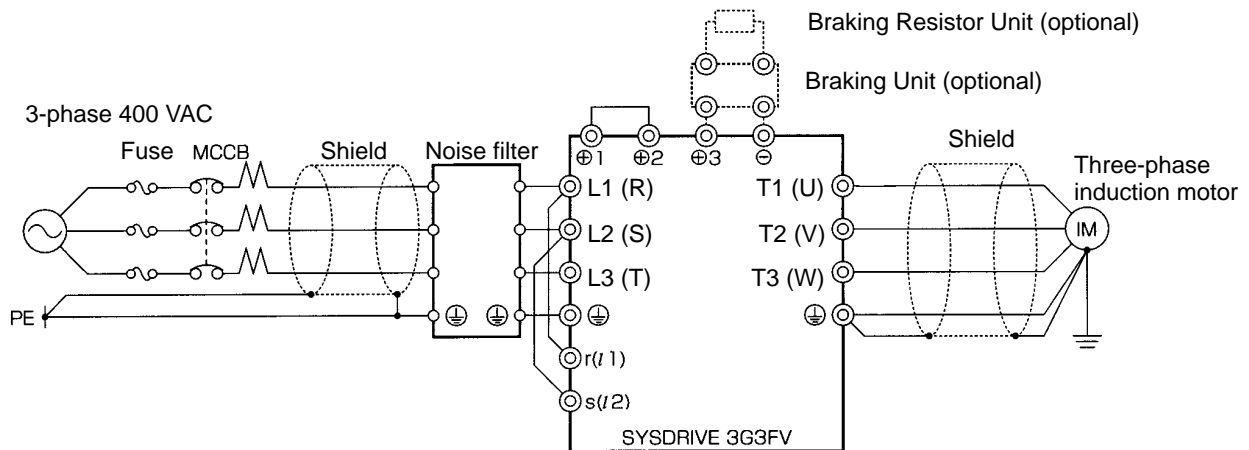 Braking Resistor Unit (optional)
Braking Unit (optional)
3-phase 400 VAC
Fuse MCCB Shield Noise filter
⊕1 ⊕2 ⊕3 ⊖
Shield
Three-phase
induction motor
L1 (R) T1 (U)
L2 (S) T2 (V) IM
L3 (T) T3 (W)
PE
r(l1)
s(l2)
SYSDRIVE 3G3FV